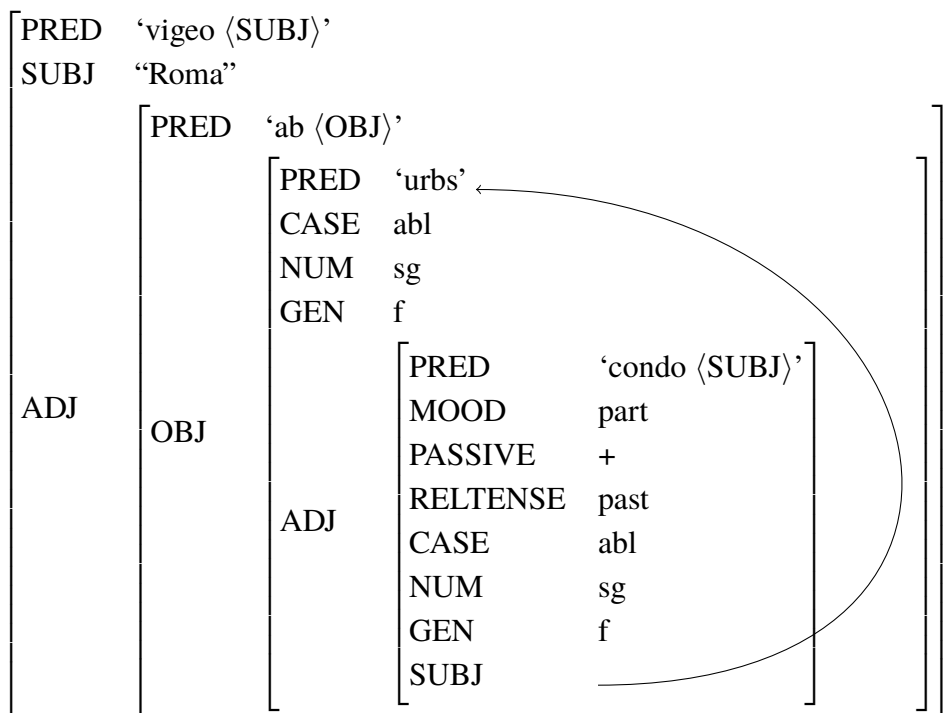 PRED ‘vigeo ⟨SUBJ⟩’
SUBJ “Roma”
PRED ‘ab ⟨OBJ⟩’
PRED ‘urbs’
CASE abl
NUM sg
GEN f
PRED ‘condo ⟨SUBJ⟩’
ADJ
MOOD part
OBJ
PASSIVE +
RELTENSE past
ADJ
CASE abl
NUM sg
GEN f
SUBJ